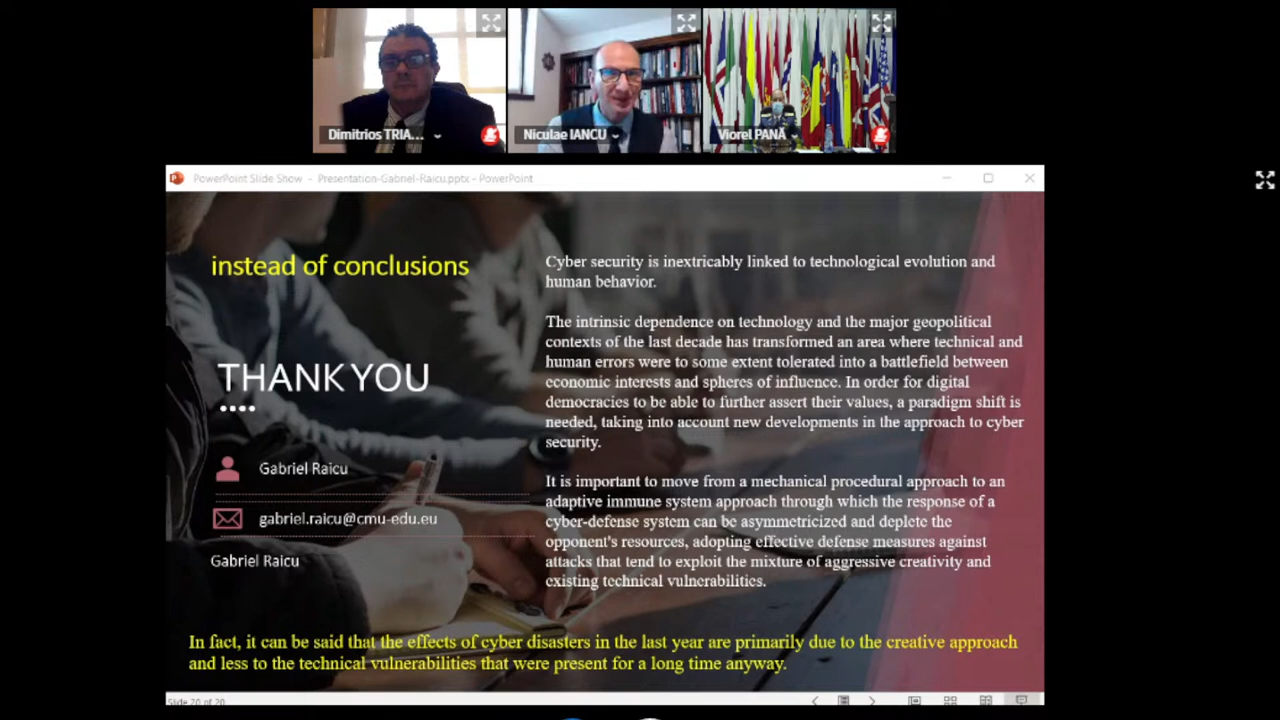 Dimitrios TRIA...
Niculae IANCU
Viorel PANĂ
PowerPoint Slide Show - Presentation-Gabriel-Raicu.pptx - PowerPoint
instead of conclusions
THANK YOU
Gabriel Raicu
gabriel.raicu@cmu-edu.eu
Gabriel Raicu
Cyber security is inextricably linked to technological evolution and
human behavior.
The intrinsic dependence on technology and the major geopolitical
contexts of the last decade has transformed an area where technical and
human errors were to some extent tolerated into a battlefield between
economic interests and spheres of influence. In order for digital
democracies to be able to further assert their values, a paradigm shift is
needed, taking into account new developments in the approach to cyber
security.
It is important to move from a mechanical procedural approach to an
adaptive immune system approach through which the response of a
cyber-defense system can be asymmetricized and deplete the
opponent's resources, adopting effective defense measures against
attacks that tend to exploit the mixture of aggressive creativity and
existing technical vulnerabilities.
In fact, it can be said that the effects of cyber disasters in the last year are primarily due to the creative approach
and less to the technical vulnerabilities that were present for a long time anyway.
Slide 20 of 20